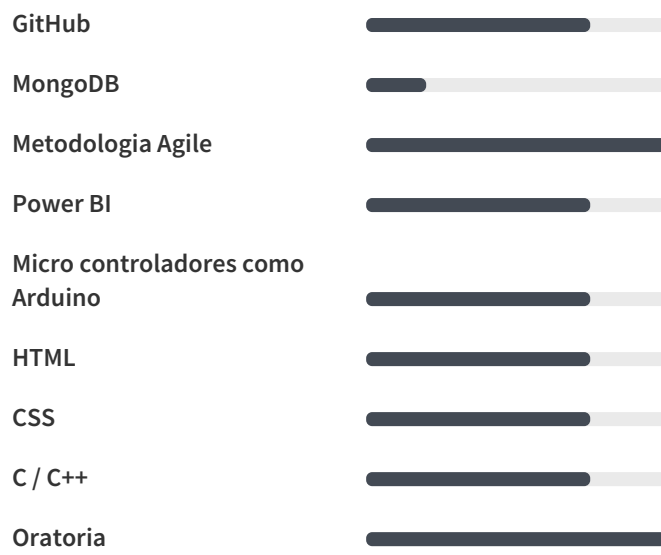 GitHub
MongoDB
Metodologia Agile
Power BI
Micro controladores como
Arduino
HTML
CSS
C / C++
Oratoria